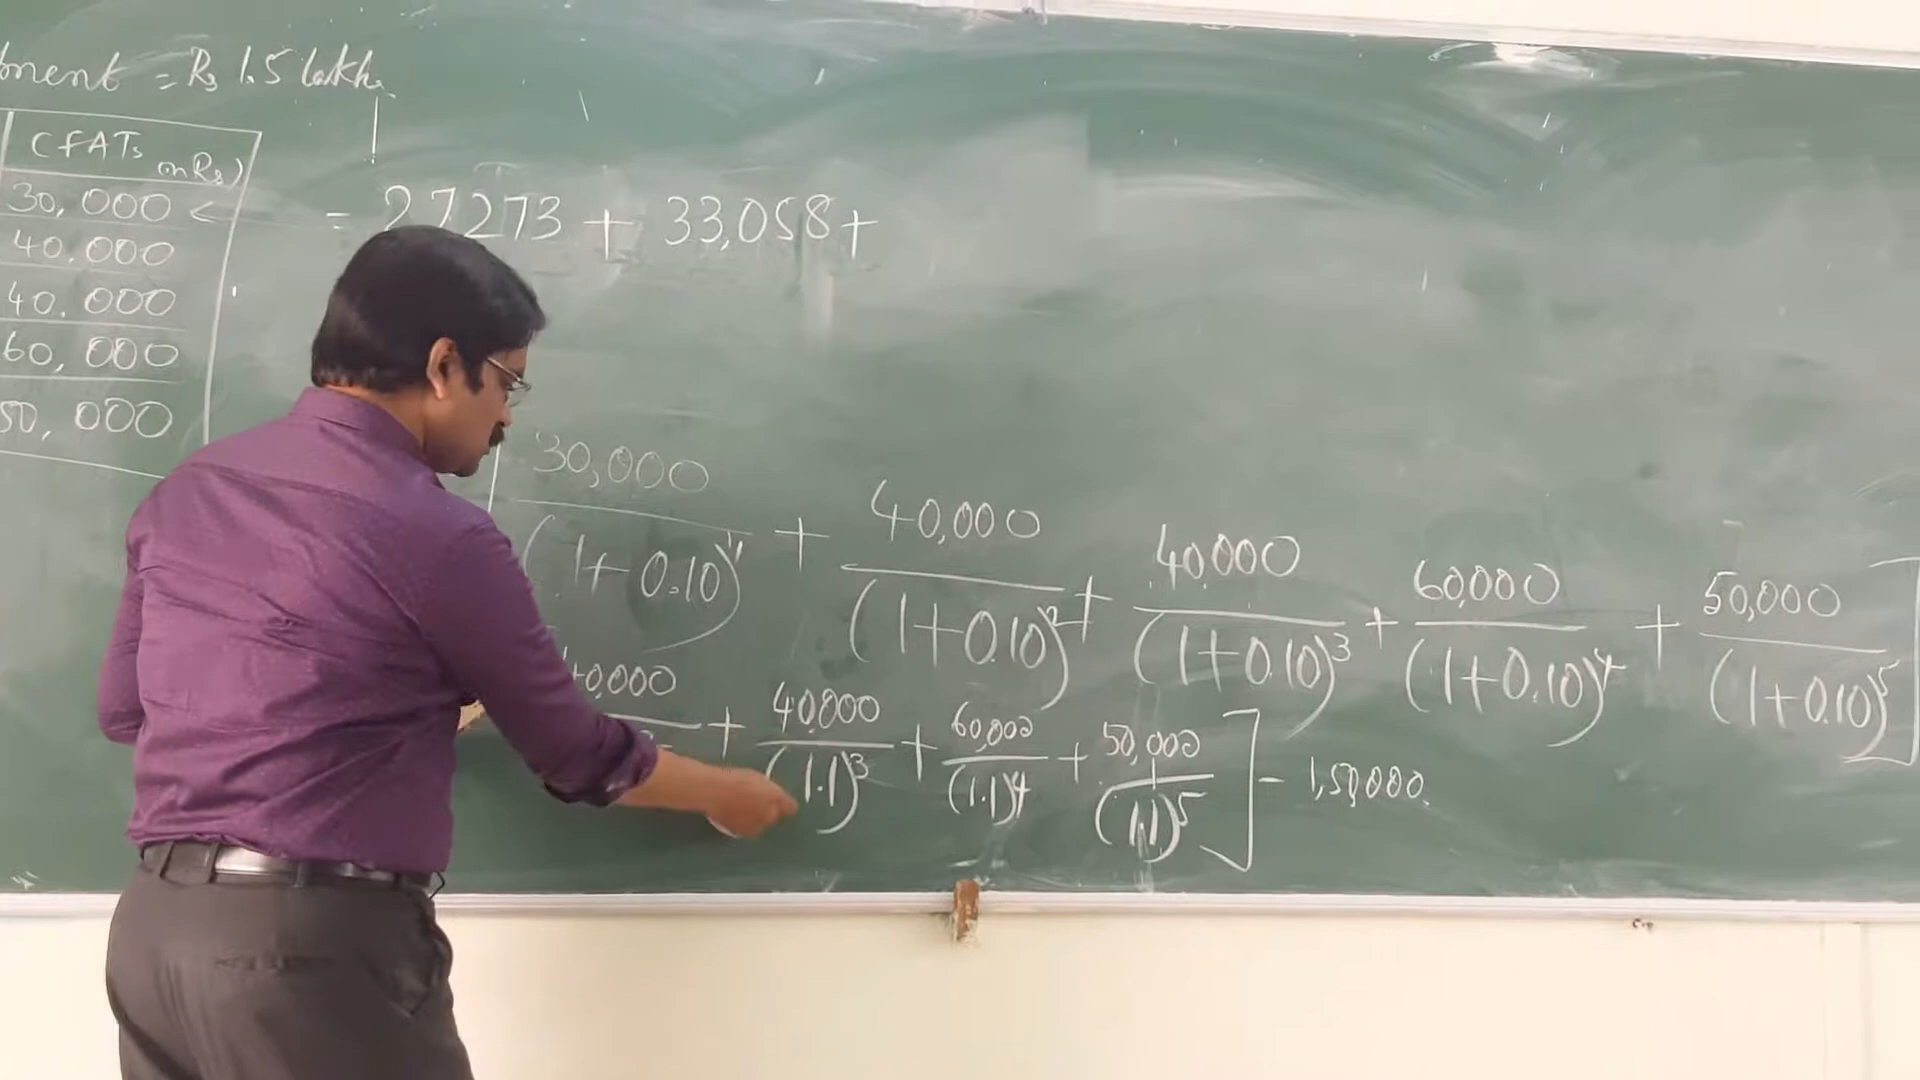 = Rs 1.5 lakh
CFATs
(in Rs)
30,000 ←
40.000
40.000
60,000
50,000
= 27273 + 33,058 +
30,000/(1+0.10)¹ + 40,000/(1+0.10)² + 40,000/(1+0.10)³ + 60,000/(1+0.10)⁴ + 50,000/(1+0.10)⁵ ]
40,000 + 40,000/(1.1)³ + 60,000/(1.1)⁴ + 50,000/(1.1)⁵ ] - 1,50,000.